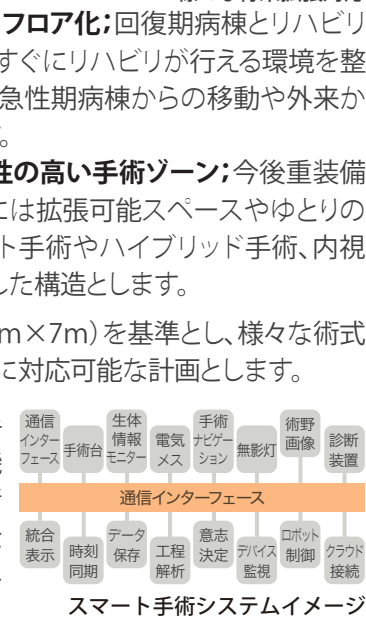 フロア化；回復期病棟とリハビリ
すぐにリハビリが行える環境を整
急性期病棟からの移動や外来か
。
性の高い手術ゾーン；今後重装備
には拡張可能スペースやゆとりの
ト手術やハイブリッド手術、内視
した構造とします。
m×7m）を基準とし、様々な術式
に対応可能な計画とします。
通信
インター
フェース
手術台
生体
情報
モニター
電気
メス
手術
ナビゲー
ション
無影灯
術野
画像
診断
装置
通信インターフェース
統合
表示
時刻
同期
データ
保存
工程
解析
意志
決定
デバイス
監視
ロボット
制御
クラウド
接続
スマート手術システムイメージ